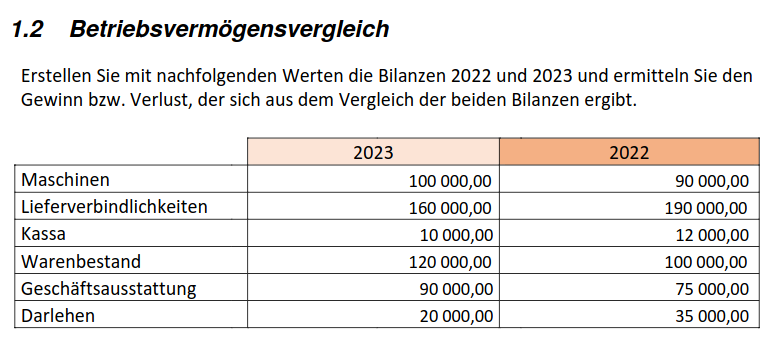 1.2 Betriebsvermögensvergleich
Erstellen Sie mit nachfolgenden Werten die Bilanzen 2022 und 2023 und ermitteln Sie den
Gewinn bzw. Verlust, der sich aus dem Vergleich der beiden Bilanzen ergibt.
2023 2022
Maschinen 100 000,00 90 000,00
Lieferverbindlichkeiten 160 000,00 190 000,00
Kassa 10 000,00 12 000,00
Warenbestand 120 000,00 100 000,00
Geschäftsausstattung 90 000,00 75 000,00
Darlehen 20 000,00 35 000,00